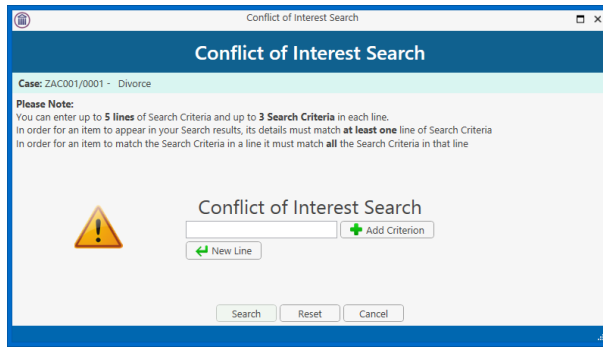 Conflict of Interest Search
Conflict of Interest Search
Case: ZAC001/0001 - Divorce
Please Note:
You can enter up to 5 lines of Search Criteria and up to 3 Search Criteria in each line.
In order for an item to appear in your Search results, its details must match at least one line of Search Criteria
In order for an item to match the Search Criteria in a line it must match all the Search Criteria in that line
Conflict of Interest Search
Add Criterion
New Line
Search Reset Cancel